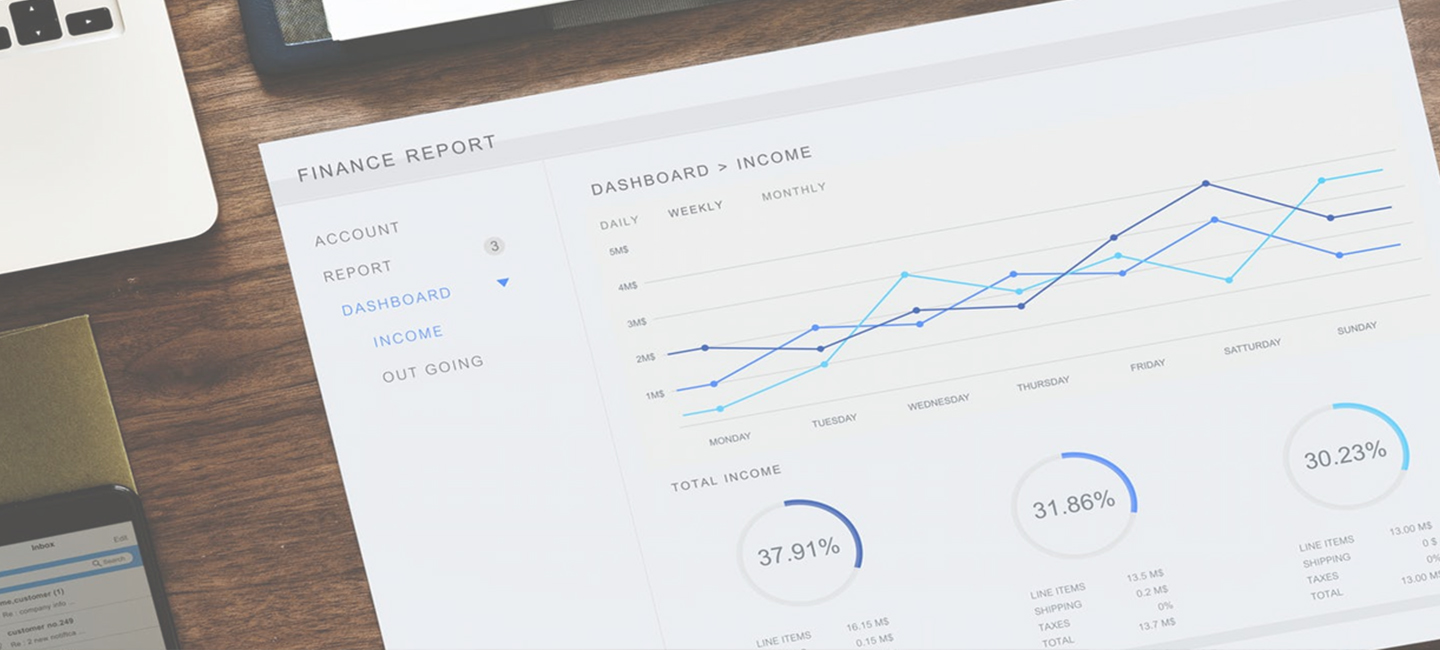 FINANCE REPORT
ACCOUNT
REPORT 3
DASHBOARD
INCOME
OUT GOING
DASHBOARD > INCOME
DAILY WEEKLY MONTHLY
5M$
4M$
3M$
2M$
1M$
MONDAY TUESDAY WEDNESDAY THURSDAY FRIDAY SATTURDAY SUNDAY
TOTAL INCOME
37.91%
LINE ITEMS 16.15 M$
0.15 M$
31.86%
LINE ITEMS 13.5 M$
SHIPPING 0.2 M$
TAXES 0%
TOTAL 13.7 M$
30.23%
LINE ITEMS 13.00 M$
SHIPPING 0 $
TAXES 0%
TOTAL 13.00 M$
Inbox Edit
Search
me,customer (1)
Re : company info ...
customer no.249
Re : 2 new notifica ...